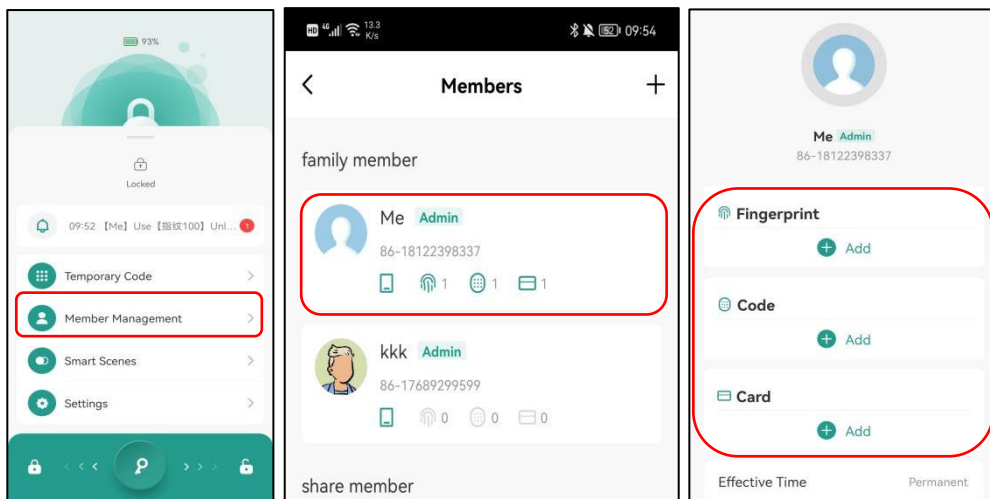 93%
Locked
09:52 【Me】Use【指纹100】Unl... 1
Temporary Code
Member Management
Smart Scenes
Settings
HD 4G 13.3 K/s 52 09:54
Members
family member
Me Admin
86-18122398337
1 1 1
kkk Admin
86-17689299599
0 0 0
share member
Me Admin
86-18122398337
Fingerprint
Add
Code
Add
Card
Add
Effective Time Permanent